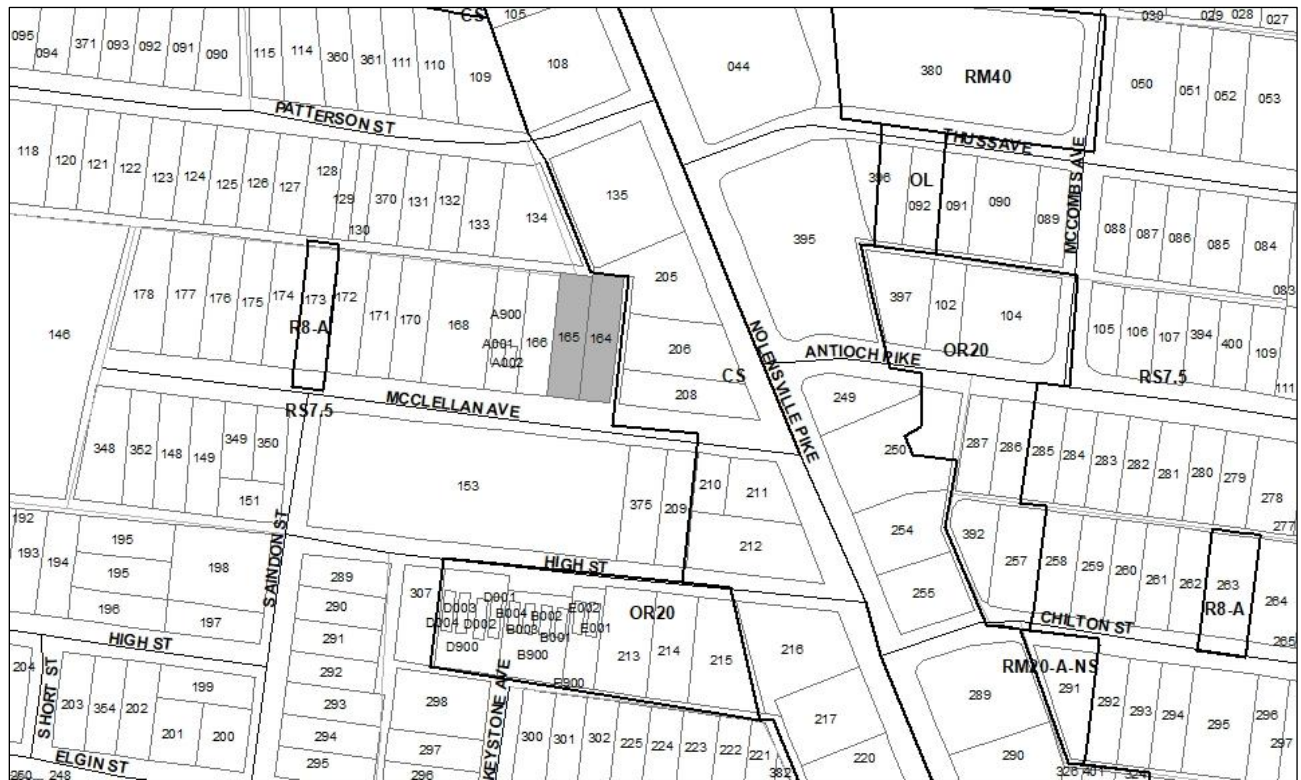 CS 105
095 094 371 093 092 091 090 115 114 360 361 111 110 109 108 044 380 RM40 030 029 028 027
050 051 052 053
PATTERSON ST
THUSS AVE
MCCOMBS AVE
118 120 121 122 123 124 125 126 127 128 129 130 370 131 132 133 134 135
395 396 OL 092 091 090 089 088 087 086 085 084 083
146 178 177 176 175 174 173 172 171 170 168 A900 A001 A002 166 165 164
R8-A
205 206 208 CS
NOLENSVILLE PIKE
397 102 104 OR20
ANTIOCH PIKE
105 106 107 394 400 109 111
RS7.5
RS7.5
MCCLELLAN AVE
249 250 287 286 285 284 283 282 281 280 279 278 277
348 352 148 149 349 350 151
153 375 209 210 211 212
SAINDON ST
254 255 392 257 258 259 260 261 262 263 264 265
R8-A
192 193 194 195 195 196 197 198
HIGH ST
289 290 291 292 293 294 295
307 D003 D004 D001 D002 B004 B003 B002 B001 E002 E001 D900 B900 E900
OR20
213 214 215 216 217 220
CHILTON ST
RM20-A-NS
HIGH ST
204 SHORT ST 203 354 202 199 201 200
298 297 296
KEYSTONE AVE
300 301 302 225 224 223 222 221 382
289 290 291 292 293 294 295 296 297
ELGIN ST
248